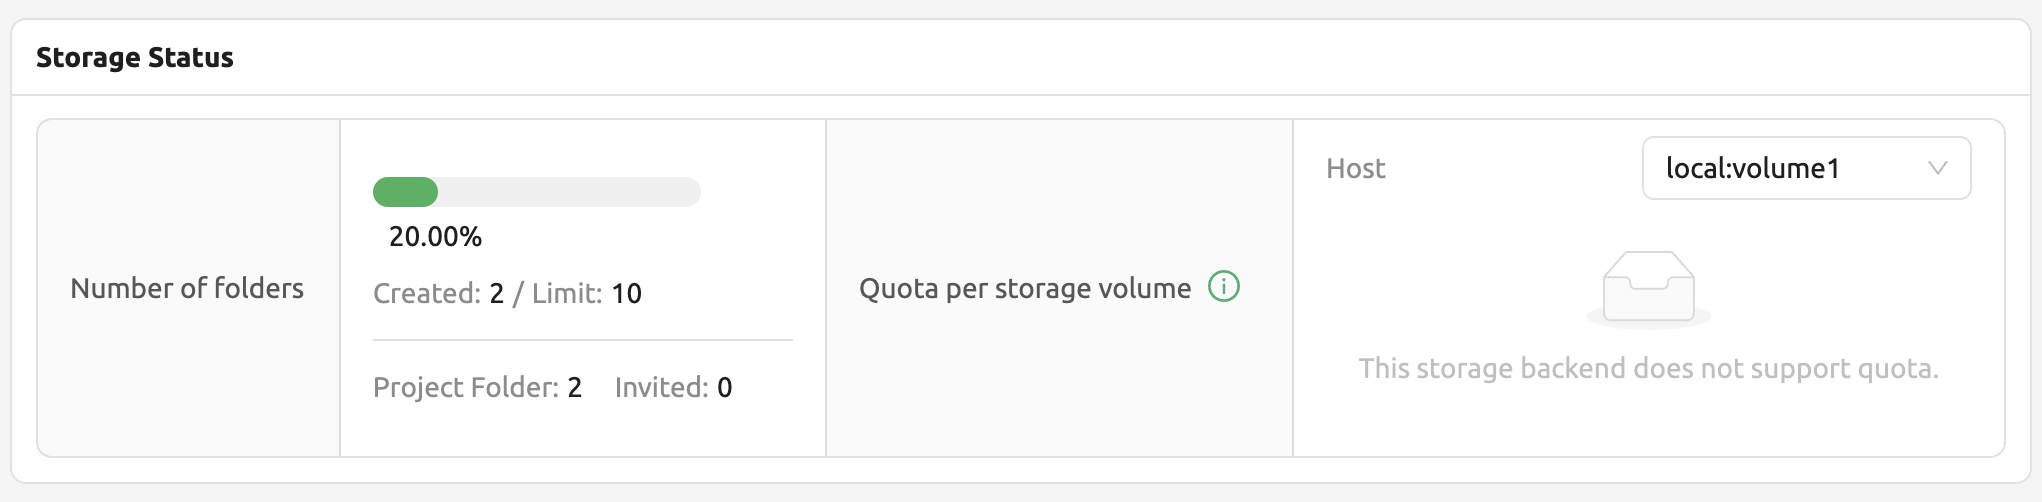 Storage Status
Number of folders
20.00%
Created: 2 / Limit: 10
Project Folder: 2 Invited: 0
Quota per storage volume
Host
local:volume1
This storage backend does not support quota.